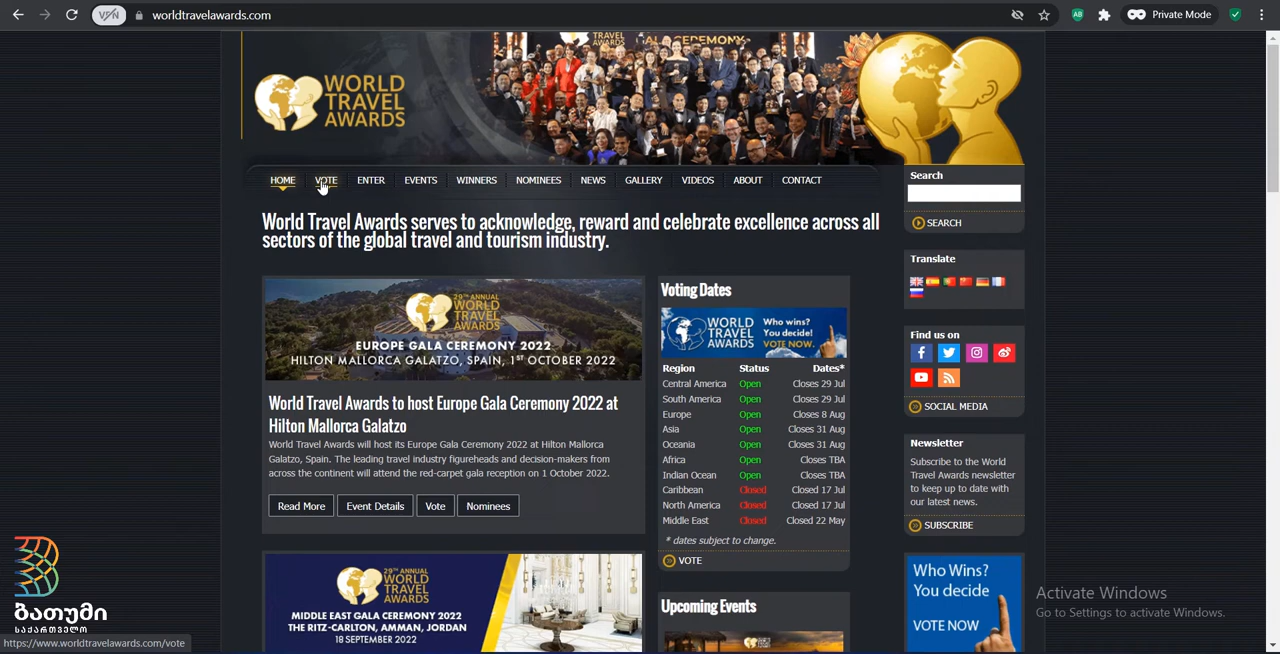 VPN
worldtravelawards.com
AB
Private Mode
WORLD
TRAVEL
AWARDS
TRAVEL
AWARDS
CEREMONY
HOME
VOTE
ENTER
EVENTS
WINNERS
NOMINEES
NEWS
GALLERY
VIDEOS
ABOUT
CONTACT
Search
SEARCH
World Travel Awards serves to acknowledge, reward and celebrate excellence across all
sectors of the global travel and tourism industry.
Translate
29TH ANNUAL
WORLD
TRAVEL
AWARDS
EUROPE GALA CEREMONY 2022
HILTON MALLORCA GALATZO, SPAIN, 1ST OCTOBER 2022
World Travel Awards to host Europe Gala Ceremony 2022 at
Hilton Mallorca Galatzo
World Travel Awards will host its Europe Gala Ceremony 2022 at Hilton Mallorca
Galatzo, Spain. The leading travel industry figureheads and decision-makers from
across the continent will attend the red-carpet gala reception on 1 October 2022.
Read More
Event Details
Vote
Nominees
29TH ANNUAL
WORLD
TRAVEL
AWARDS
MIDDLE EAST GALA CEREMONY 2022
THE RITZ-CARLTON, AMMAN, JORDAN
18 SEPTEMBER 2022
Voting Dates
WORLD
TRAVEL
AWARDS
Who wins?
You decide!
VOTE NOW.
Region Status Dates*
Central America Open Closes 29 Jul
South America Open Closes 29 Jul
Europe Open Closes 8 Aug
Asia Open Closes 31 Aug
Oceania Open Closes 31 Aug
Africa Open Closes TBA
Indian Ocean Open Closes TBA
Caribbean Closed Closed 17 Jul
North America Closed Closed 17 Jul
Middle East Closed Closed 22 May
* dates subject to change.
VOTE
Upcoming Events
Find us on
SOCIAL MEDIA
Newsletter
Subscribe to the World
Travel Awards newsletter
to keep up to date with
our latest news.
SUBSCRIBE
Who Wins?
You decide
VOTE NOW
Activate Windows
Go to Settings to activate Windows.
ბათუმი
საქართველო
https://www.worldtravelawards.com/vote